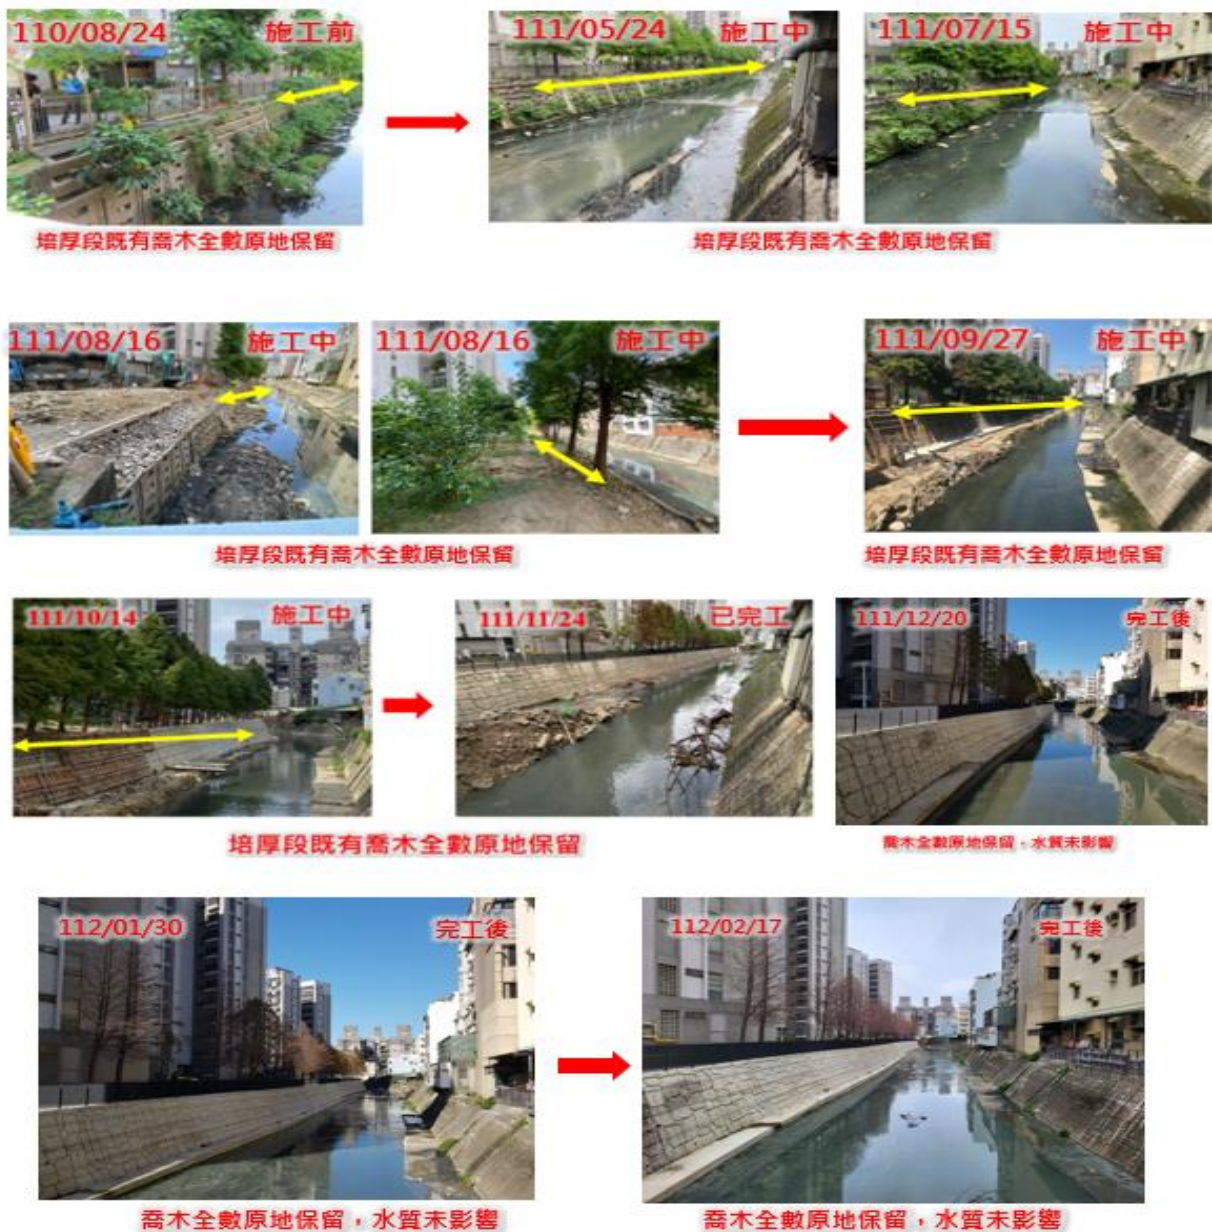 110/08/24 施工前
111/05/24 施工中
111/07/15 施工中
培厚段既有喬木全數原地保留
培厚段既有喬木全數原地保留
111/08/16 施工中
111/08/16 施工中
111/09/27 施工中
培厚段既有喬木全數原地保留
培厚段既有喬木全數原地保留
111/10/14 施工中
111/11/24 已完工
111/12/20 完工後
培厚段既有喬木全數原地保留
喬木全數原地保留，水質未影響
112/01/30 完工後
112/02/17 完工後
喬木全數原地保留，水質未影響
喬木全數原地保留，水質未影響